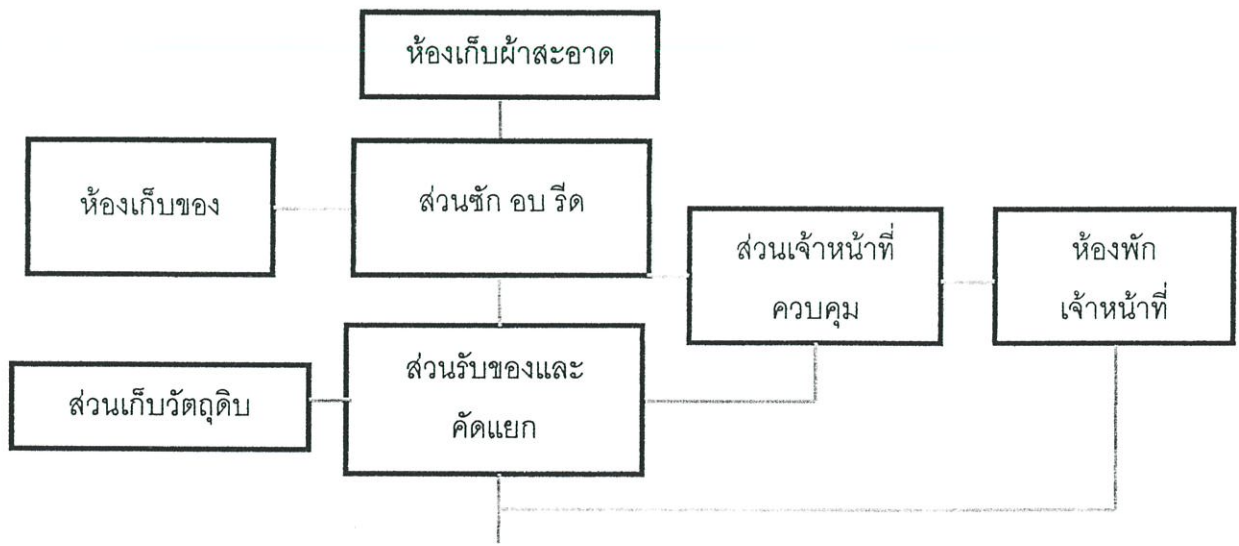 ห้องเก็บผ้าสะอาด
ห้องเก็บของ
ส่วนซัก อบ รีด
ส่วนเจ้าหน้าที่
ควบคุม
ห้องพัก
เจ้าหน้าที่
ส่วนเก็บวัตถุดิบ
ส่วนรับของและ
คัดแยก